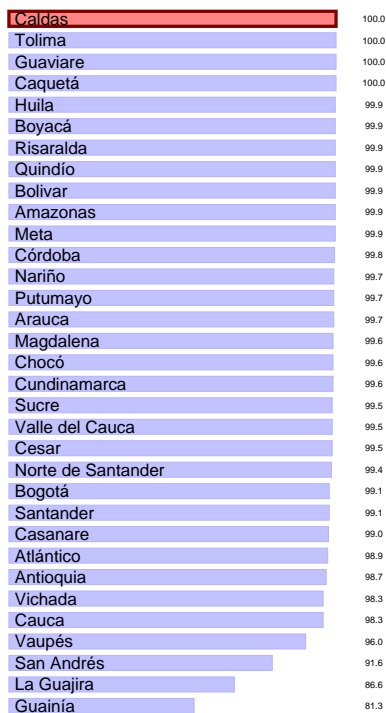 Caldas 100.0
Tolima 100.0
Guaviare 100.0
Caquetá 100.0
Huila 99.9
Boyacá 99.9
Risaralda 99.9
Quindío 99.9
Bolivar 99.9
Amazonas 99.9
Meta 99.9
Córdoba 99.8
Nariño 99.7
Putumayo 99.7
Arauca 99.7
Magdalena 99.6
Chocó 99.6
Cundinamarca 99.6
Sucre 99.5
Valle del Cauca 99.5
Cesar 99.5
Norte de Santander 99.4
Bogotá 99.1
Santander 99.1
Casanare 99.0
Atlántico 98.9
Antioquia 98.7
Vichada 98.3
Cauca 98.3
Vaupés 96.0
San Andrés 91.6
La Guajira 86.6
Guainía 81.3